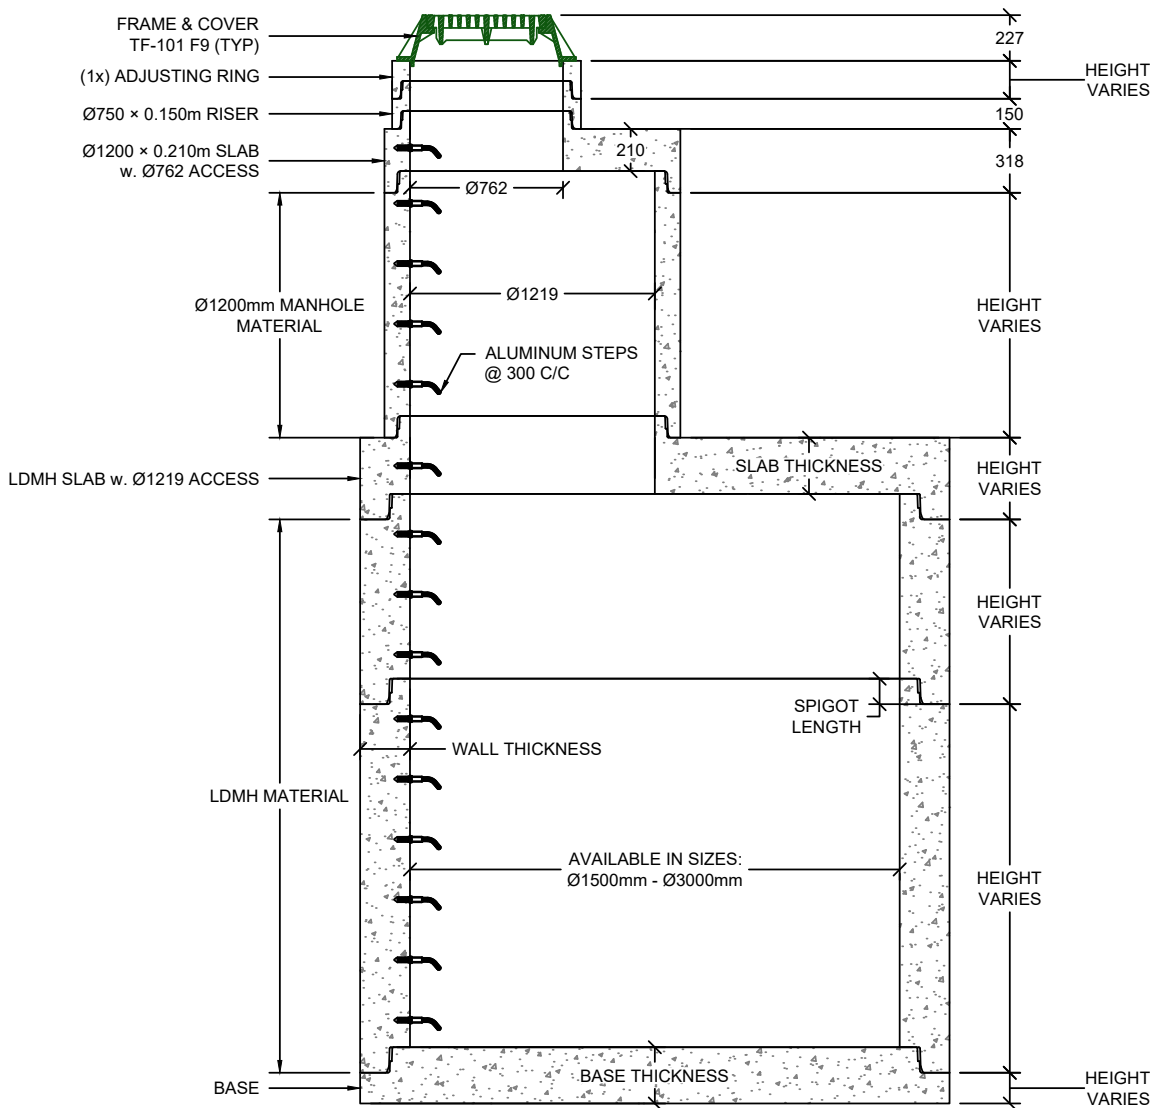 FRAME & COVER
TF-101 F9 (TYP)
227
(1x) ADJUSTING RING
HEIGHT
VARIES
Ø750 × 0.150m RISER
150
Ø1200 × 0.210m SLAB
w. Ø762 ACCESS
210
318
Ø762
Ø1200mm MANHOLE
MATERIAL
Ø1219
HEIGHT
VARIES
ALUMINUM STEPS
@ 300 C/C
LDMH SLAB w. Ø1219 ACCESS
SLAB THICKNESS
HEIGHT
VARIES
HEIGHT
VARIES
SPIGOT
LENGTH
WALL THICKNESS
LDMH MATERIAL
AVAILABLE IN SIZES:
Ø1500mm - Ø3000mm
HEIGHT
VARIES
BASE
BASE THICKNESS
HEIGHT
VARIES